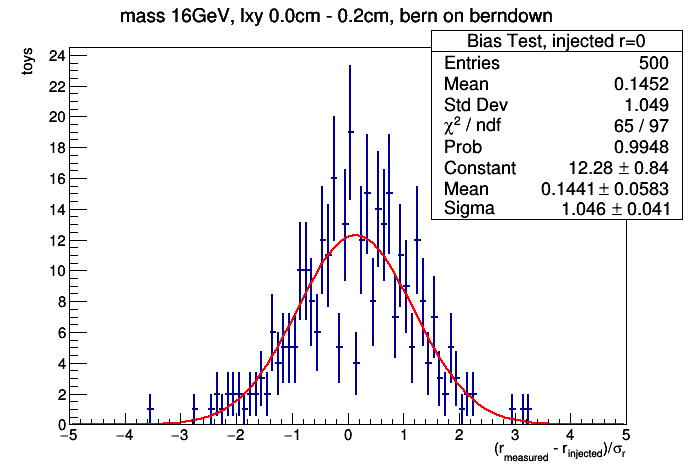 mass 16GeV, lxy 0.0cm - 0.2cm, bern on berndown
toys
Bias Test, injected r=0
Entries 500
Mean 0.1452
Std Dev 1.049
χ² / ndf 65 / 97
Prob 0.9948
Constant 12.28 ± 0.84
Mean 0.1441 ± 0.0583
Sigma 1.046 ± 0.041
24
22
20
18
16
14
12
10
8
6
4
2
0
−5 −4 −3 −2 −1 0 1 2 3 4 5
(r_measured - r_injected)/σ_r